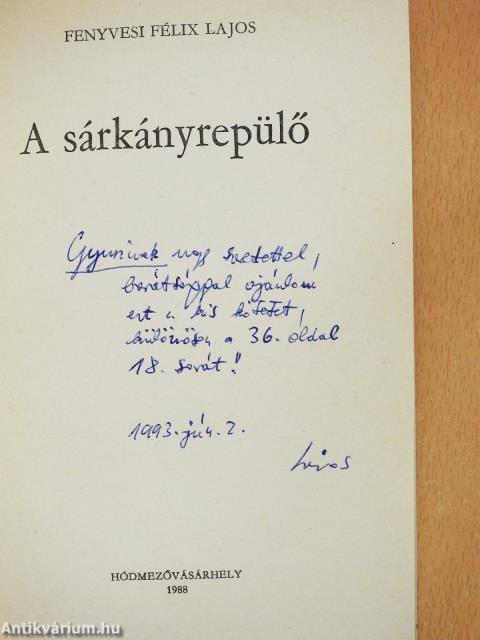 FENYVESI FÉLIX LAJOS
A sárkányrepülő
Gyurinak nagy szeretettel,
barátsággal ajánlom
ezt a kis kötetet,
különösen a 36. oldal
18. sorát!
1993. jún. 2.
Lajos
HÓDMEZŐVÁSÁRHELY
1988
Antikvárium.hu